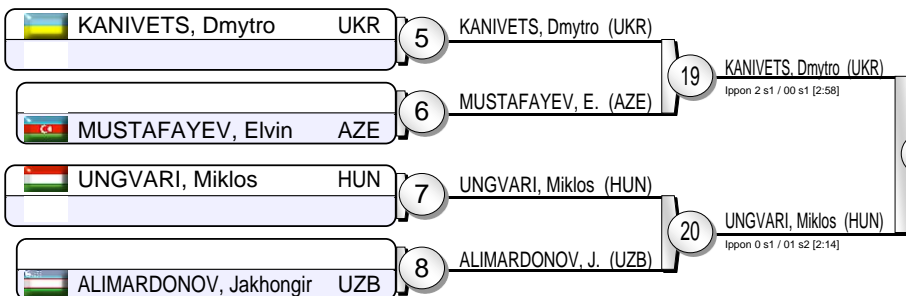 KANIVETS, Dmytro UKR
5
KANIVETS, Dmytro (UKR)
19
KANIVETS, Dmytro (UKR)
Ippon 2 s1 / 00 s1 [2:58]
6
MUSTAFAYEV, E. (AZE)
MUSTAFAYEV, Elvin AZE
UNGVARI, Miklos HUN
7
UNGVARI, Miklos (HUN)
20
UNGVARI, Miklos (HUN)
Ippon 0 s1 / 01 s2 [2:14]
8
ALIMARDONOV, J. (UZB)
ALIMARDONOV, Jakhongir UZB